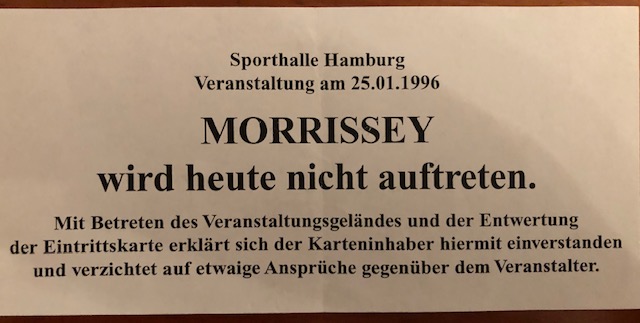 Sporthalle Hamburg
Veranstaltung am 25.01.1996
MORRISSEY
wird heute nicht auftreten.
Mit Betreten des Veranstaltungsgeländes und der Entwertung
der Eintrittskarte erklärt sich der Karteninhaber hiermit einverstanden
und verzichtet auf etwaige Ansprüche gegenüber dem Veranstalter.